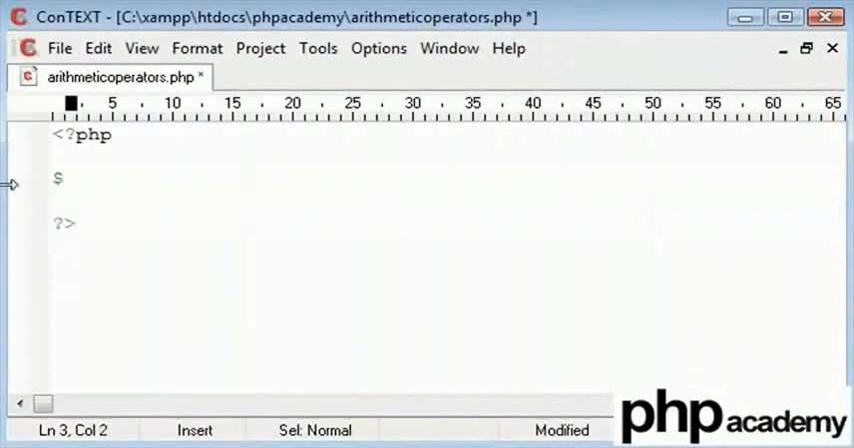 ConTEXT - [C:\xampp\htdocs\phpacademy\arithmeticoperators.php *]
File Edit View Format Project Tools Options Window Help
arithmeticoperators.php *
5 10 15 20 25 30 35 40 45 50 55 60 65
<?php
$
?>
Ln 3, Col 2 Insert Sel: Normal Modified
php academy